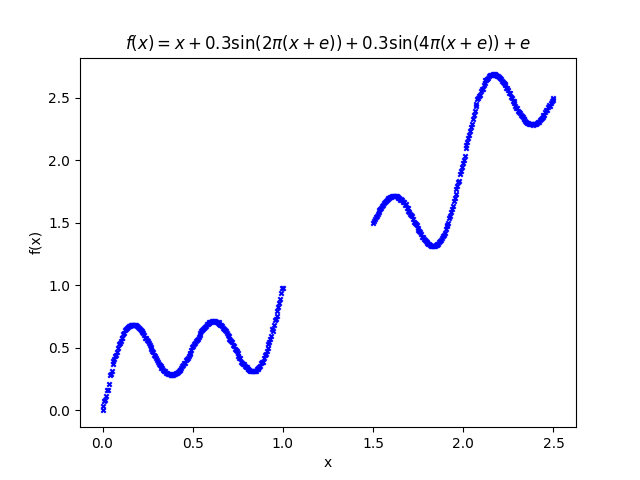 f(x) = x + 0.3sin(2π(x + e)) + 0.3sin(4π(x + e)) + e
f(x)
2.5
2.0
1.5
1.0
0.5
0.0
0.0 0.5 1.0 1.5 2.0 2.5
x